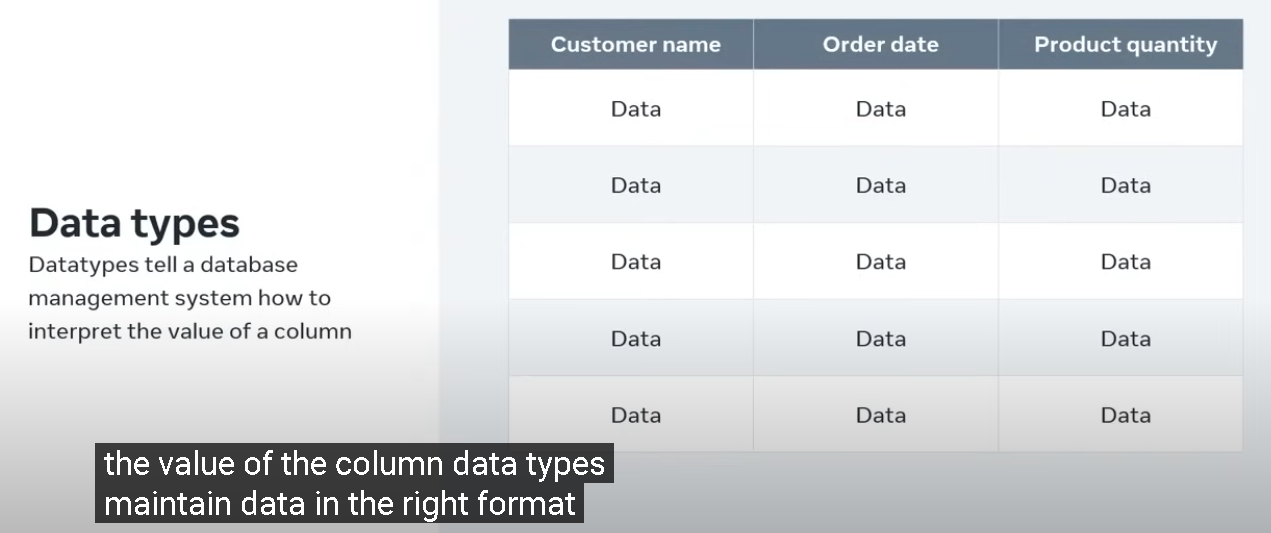 Data types
Datatypes tell a database
management system how to
interpret the value of a column
Customer name Order date Product quantity
Data Data Data
Data Data Data
Data Data Data
Data Data Data
Data Data Data
the value of the column data types
maintain data in the right format